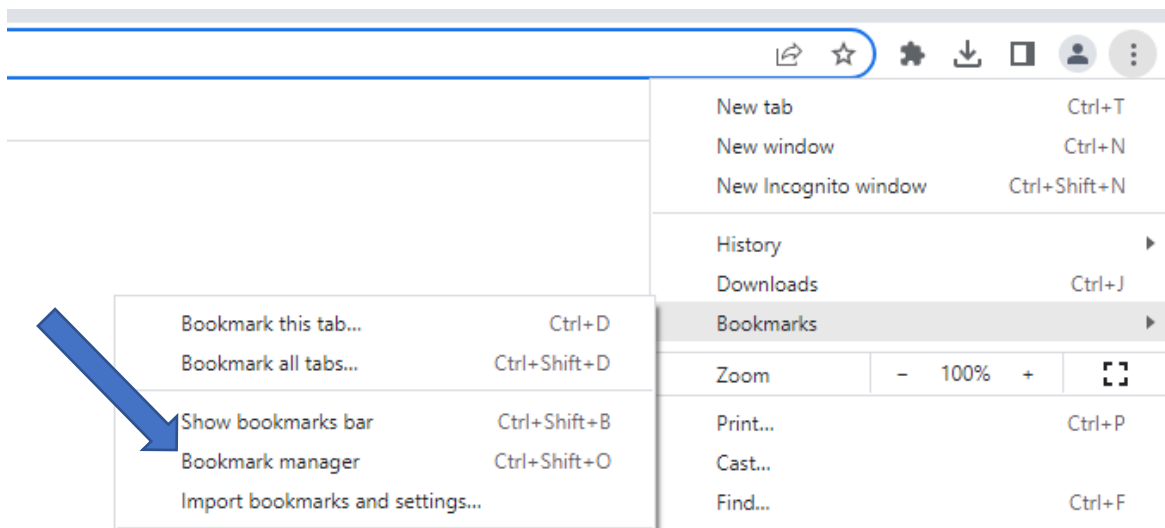 New tab Ctrl+T
New window Ctrl+N
New Incognito window Ctrl+Shift+N
History
Downloads Ctrl+J
Bookmarks
Zoom - 100% +
Print... Ctrl+P
Cast...
Find... Ctrl+F
Bookmark this tab... Ctrl+D
Bookmark all tabs... Ctrl+Shift+D
Show bookmarks bar Ctrl+Shift+B
Bookmark manager Ctrl+Shift+O
Import bookmarks and settings...